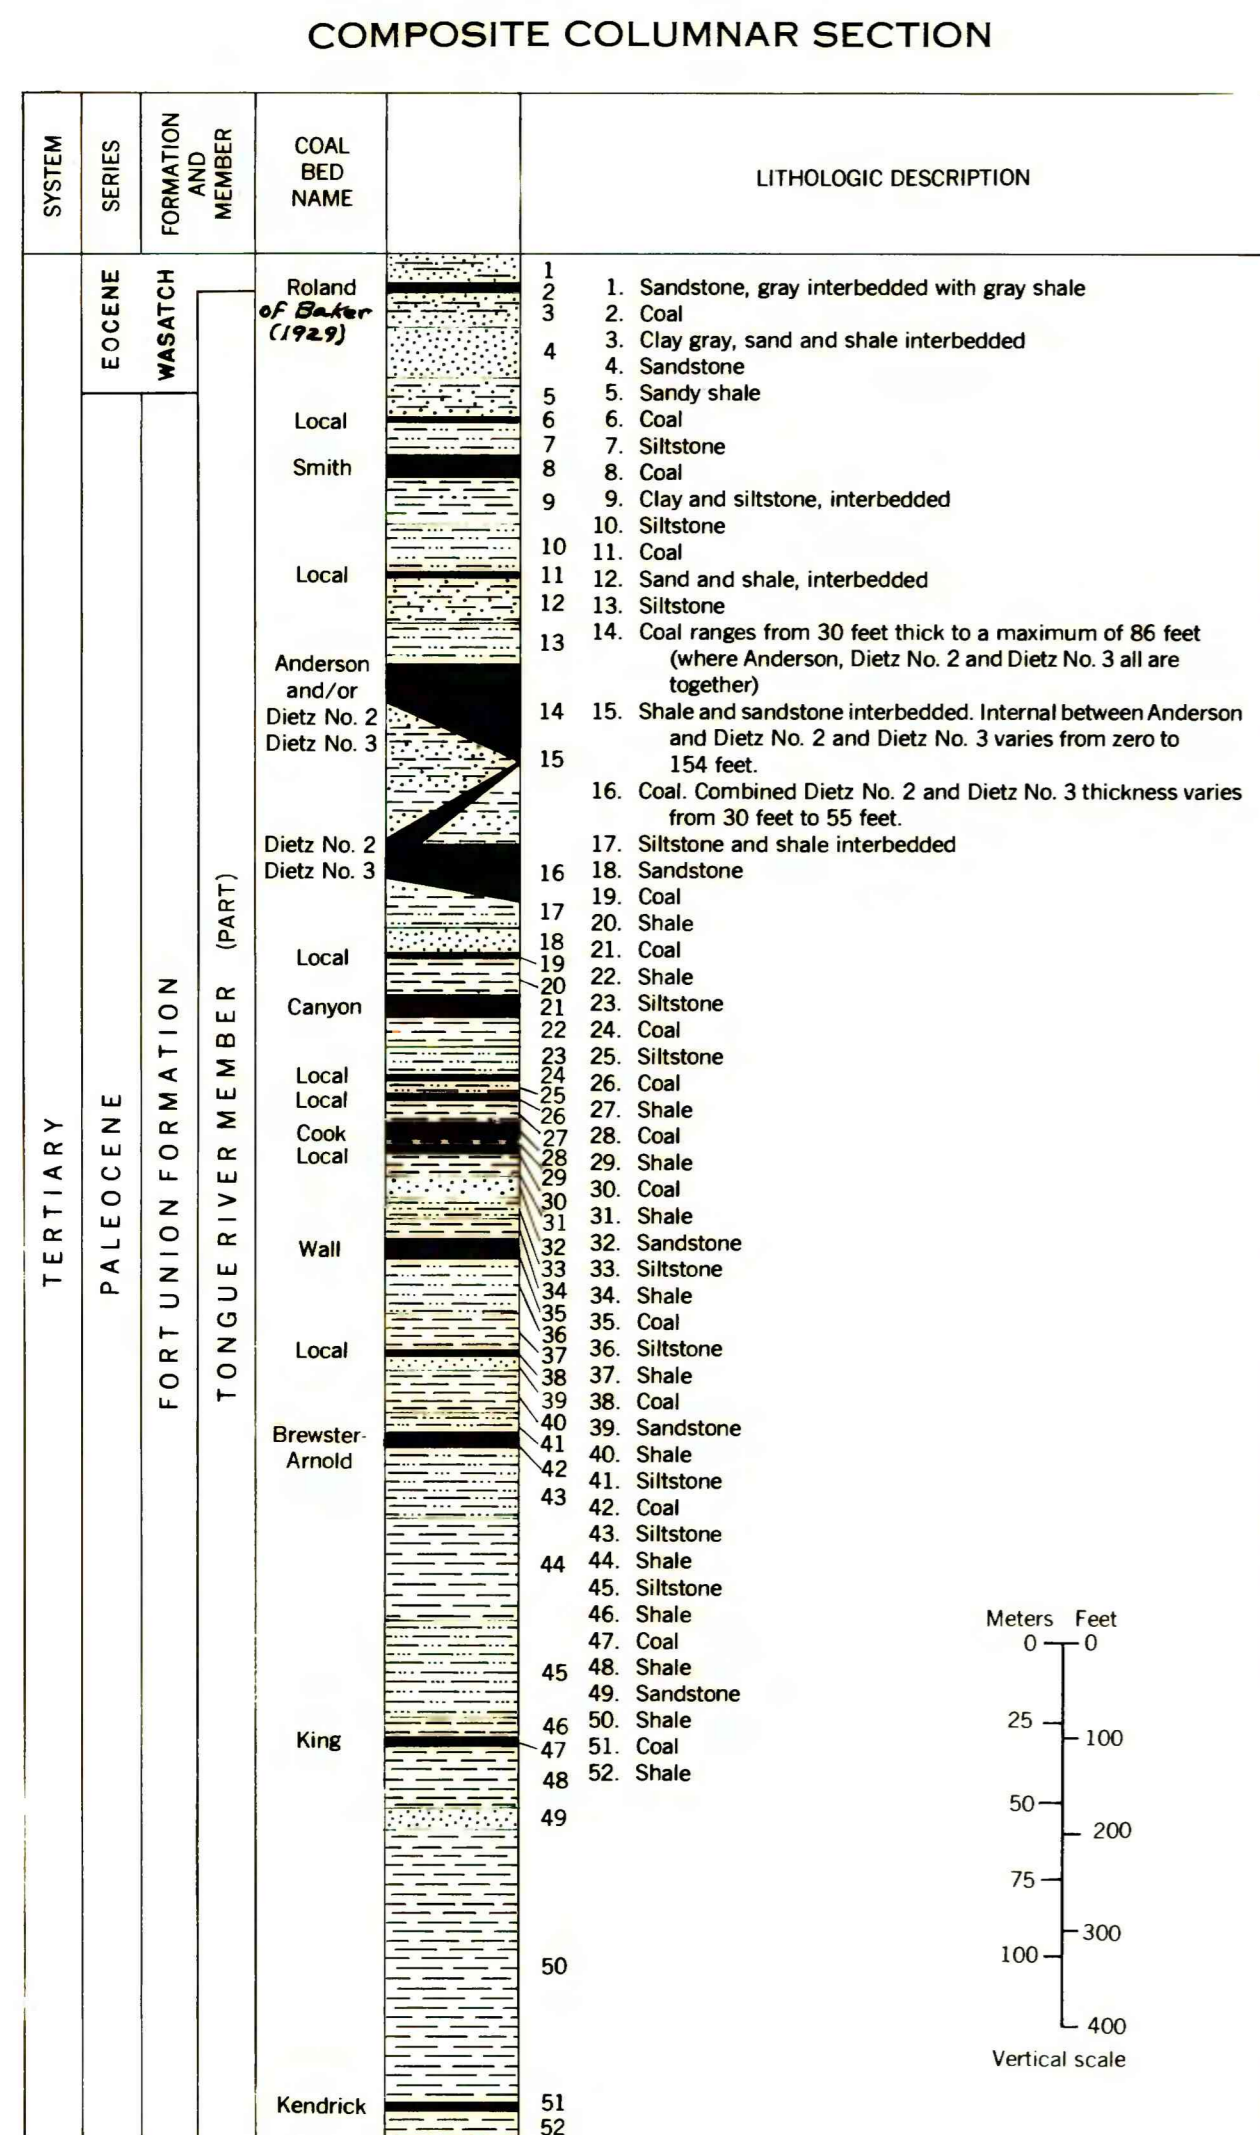 COMPOSITE COLUMNAR SECTION
SYSTEM
SERIES
FORMATION
AND
MEMBER
COAL
BED
NAME
LITHOLOGIC DESCRIPTION
TERTIARY
EOCENE
PALEOCENE
WASATCH
FORT UNION FORMATION
TONGUE RIVER MEMBER (PART)
Roland
of Baker
(1929)
Local
Smith
Local
Anderson
and/or
Dietz No. 2
Dietz No. 3
Dietz No. 2
Dietz No. 3
Local
Canyon
Local
Local
Cook
Local
Wall
Local
Brewster-
Arnold
King
Kendrick
1
2
3
4
5
6
7
8
9
10
11
12
13
14
15
16
17
18
19
20
21
22
23
24
25
26
27
28
29
30
31
32
33
34
35
36
37
38
39
40
41
42
43
44
45
46
47
48
49
50
51
52
1. Sandstone, gray interbedded with gray shale
2. Coal
3. Clay gray, sand and shale interbedded
4. Sandstone
5. Sandy shale
6. Coal
7. Siltstone
8. Coal
9. Clay and siltstone, interbedded
10. Siltstone
11. Coal
12. Sand and shale, interbedded
13. Siltstone
14. Coal ranges from 30 feet thick to a maximum of 86 feet
(where Anderson, Dietz No. 2 and Dietz No. 3 all are
together)
15. Shale and sandstone interbedded. Internal between Anderson
and Dietz No. 2 and Dietz No. 3 varies from zero to
154 feet.
16. Coal. Combined Dietz No. 2 and Dietz No. 3 thickness varies
from 30 feet to 55 feet.
17. Siltstone and shale interbedded
18. Sandstone
19. Coal
20. Shale
21. Coal
22. Shale
23. Siltstone
24. Coal
25. Siltstone
26. Coal
27. Shale
28. Coal
29. Shale
30. Coal
31. Shale
32. Sandstone
33. Siltstone
34. Shale
35. Coal
36. Siltstone
37. Shale
38. Coal
39. Sandstone
40. Shale
41. Siltstone
42. Coal
43. Siltstone
44. Shale
45. Siltstone
46. Shale
47. Coal
48. Shale
49. Sandstone
50. Shale
51. Coal
52. Shale
Meters Feet
0 0
25
100
50
200
75
300
100
400
Vertical scale